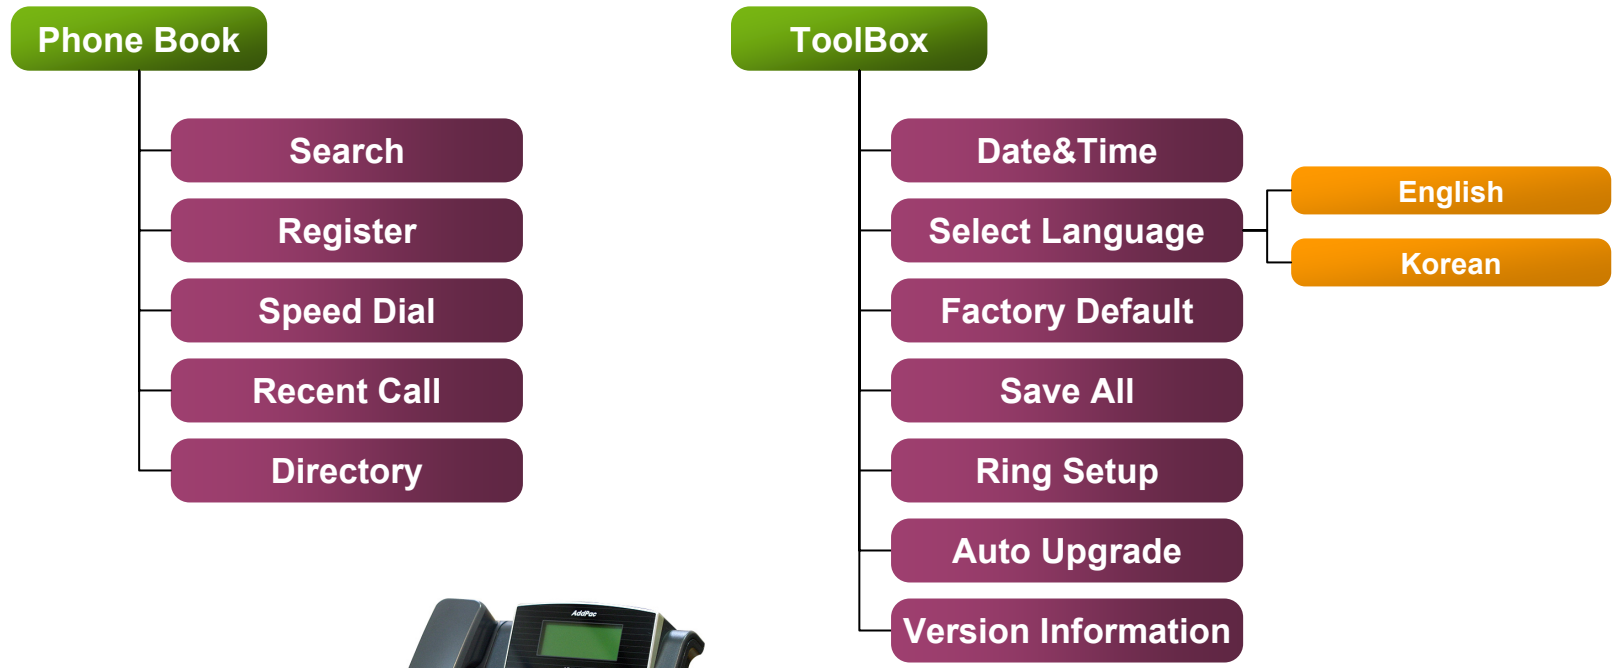 Phone Book
Search
Register
Speed Dial
Recent Call
Directory
ToolBox
Date&Time
Select Language
English
Korean
Factory Default
Save All
Ring Setup
Auto Upgrade
Version Information
AddPac